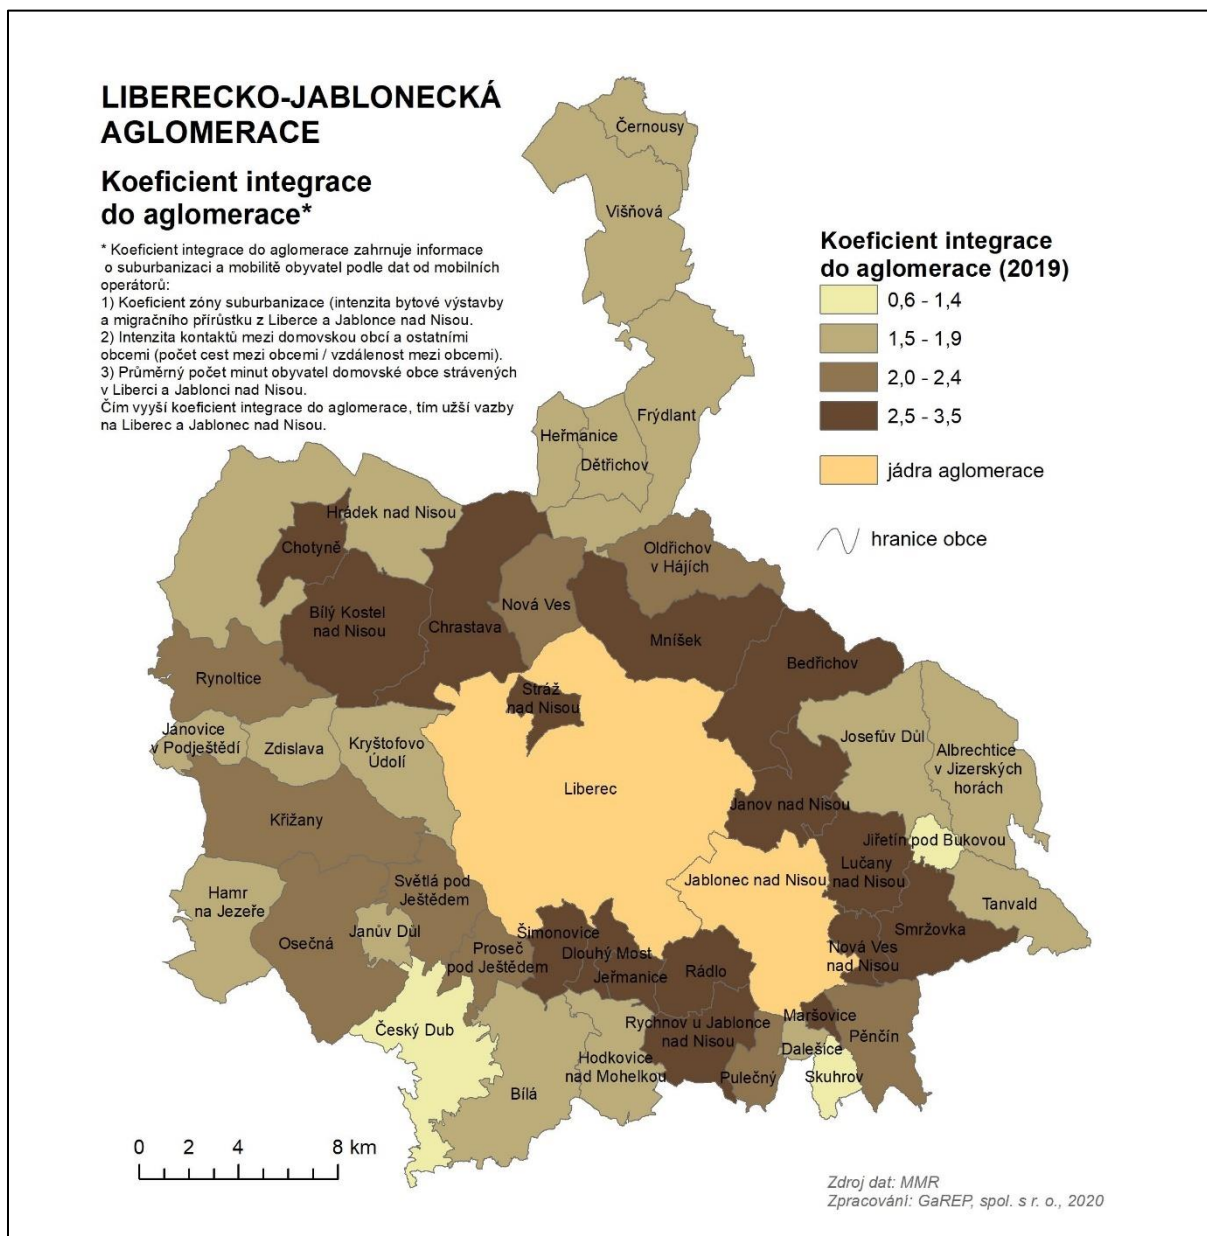 LIBERECKO-JABLONECKÁ
AGLOMERACE
Koeficient integrace
do aglomerace*
* Koeficient integrace do aglomerace zahrnuje informace
o suburbanizaci a mobilitě obyvatel podle dat od mobilních
operátorů:
1) Koeficient zóny suburbanizace (intenzita bytové výstavby
a migračního přírůstku z Liberce a Jablonce nad Nisou.
2) Intenzita kontaktů mezi domovskou obcí a ostatními
obcemi (počet cest mezi obcemi / vzdálenost mezi obcemi).
3) Průměrný počet minut obyvatel domovské obce strávených
v Liberci a Jablonci nad Nisou.
Čím vyyší koeficient integrace do aglomerace, tím užší vazby
na Liberec a Jablonec nad Nisou.
Koeficient integrace
do aglomerace (2019)
0,6 - 1,4
1,5 - 1,9
2,0 - 2,4
2,5 - 3,5
jádra aglomerace
hranice obce
Černousy
Višňová
Frýdlant
Heřmanice
Dětřichov
Hrádek nad Nisou
Chotyně
Oldřichov
v Hájích
Nová Ves
Bílý Kostel
nad Nisou
Chrastava
Mníšek
Bedřichov
Rynoltice
Stráž
nad Nisou
Jánovice
v Podještědí
Zdislava
Kryštofovo
Údolí
Josefův Důl
Albrechtice
v Jizerských
horách
Liberec
Janov nad Nisou
Křižany
Jiřetín pod Bukovou
Lučany
nad Nisou
Jablonec nad Nisou
Světlá pod
Ještědem
Hamr
na Jezeře
Tanvald
Janův Důl
Osečná
Šimonovice
Smržovka
Proseč
pod Ještědem
Dlouhý Most
Jeřmanice
Rádlo
Nová Ves
nad Nisou
Maršovice
Český Dub
Rychnov u Jablonce
nad Nisou
Pěnčín
Dalešice
Hodkovice
nad Mohelkou
Pulečný
Skuhrov
Bílá
0 2 4 8 km
Zdroj dat: MMR
Zpracování: GaREP, spol. s r. o., 2020